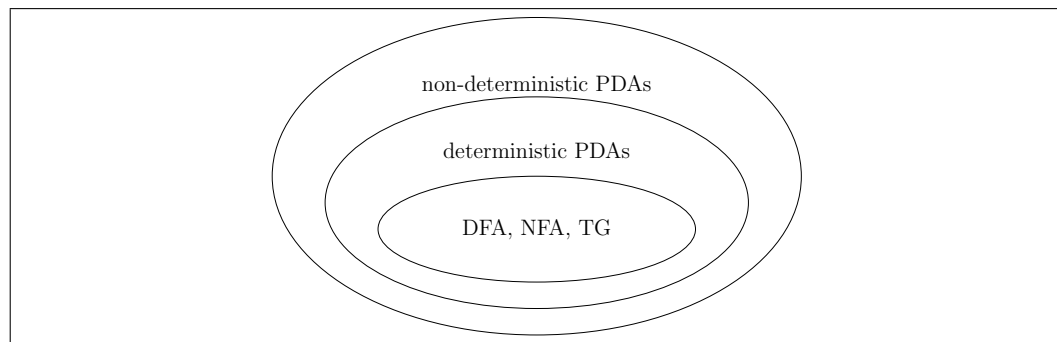 non-deterministic PDAs
deterministic PDAs
DFA, NFA, TG